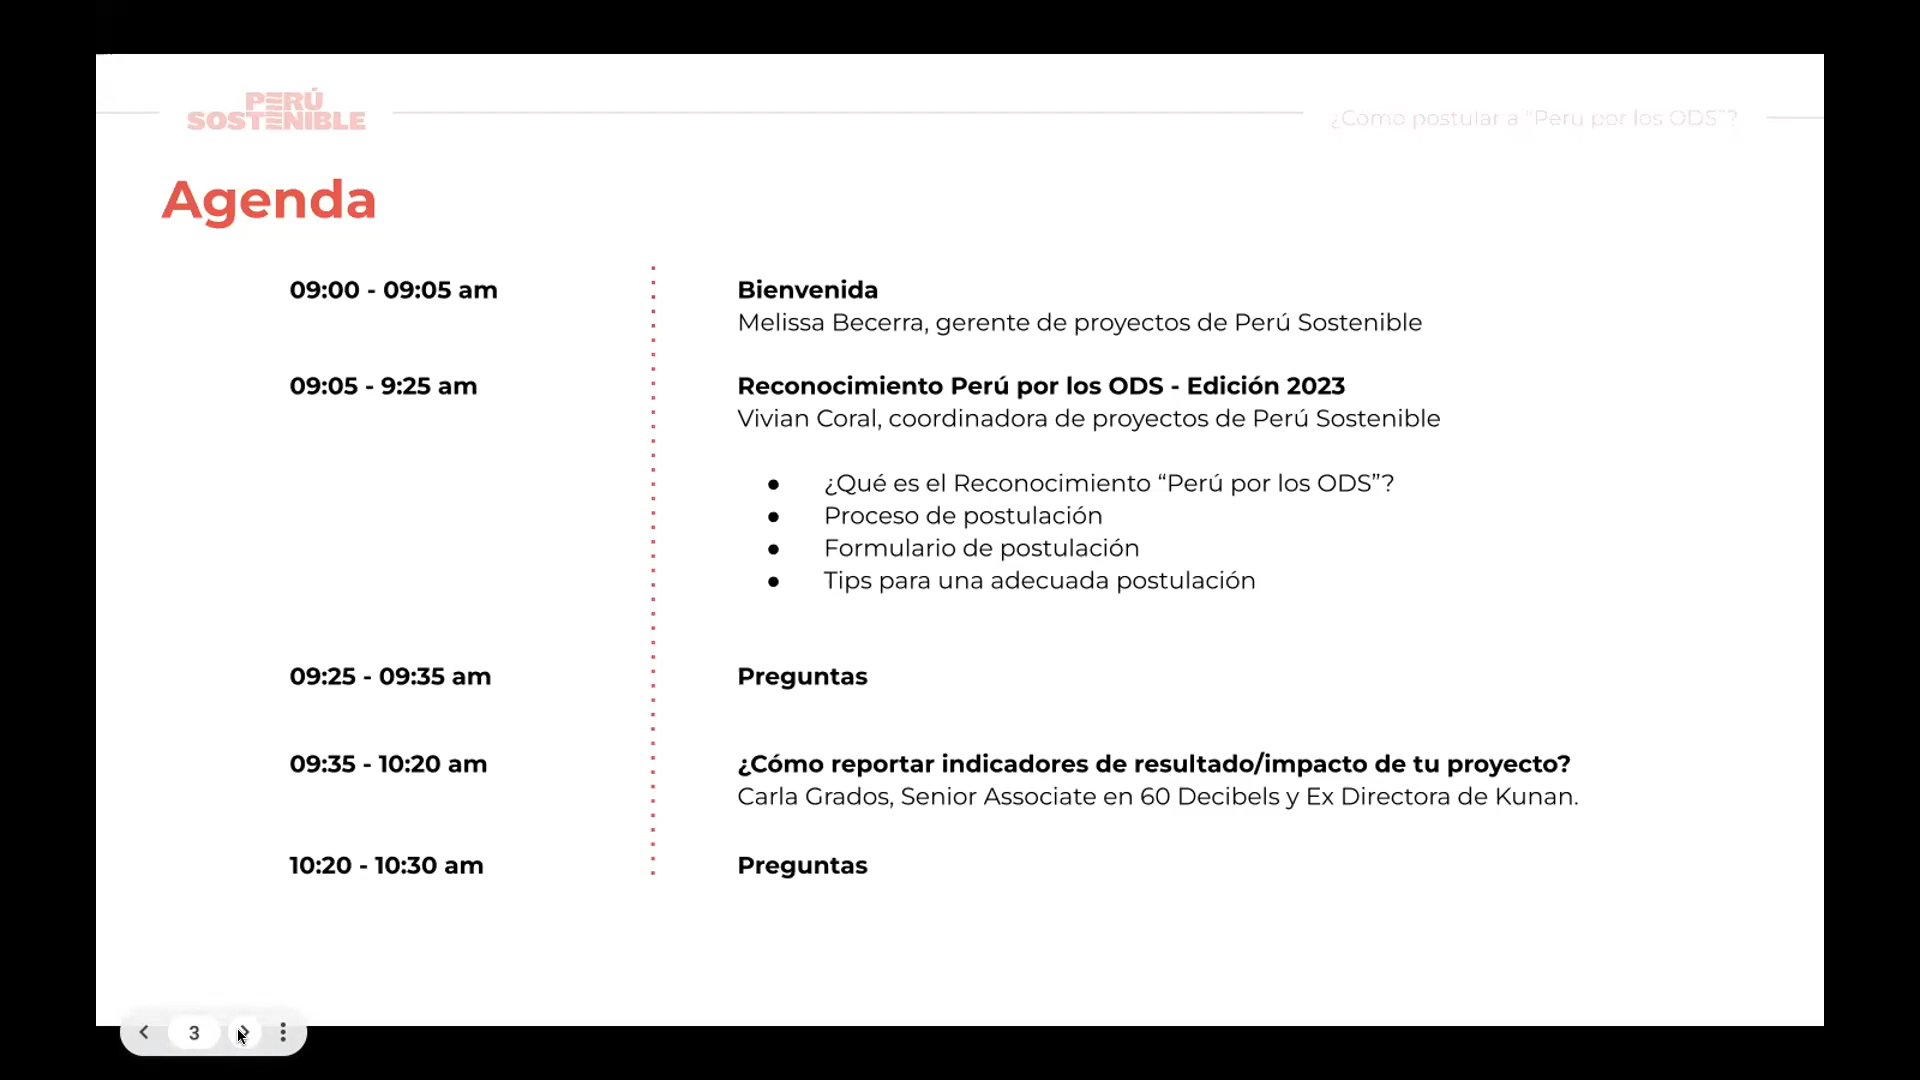 PERÚ
SOSTENIBLE
¿Como postular a "Peru por los ODS"?
Agenda
09:00 - 09:05 am
Bienvenida
Melissa Becerra, gerente de proyectos de Perú Sostenible
09:05 - 9:25 am
Reconocimiento Perú por los ODS - Edición 2023
Vivian Coral, coordinadora de proyectos de Perú Sostenible
● ¿Qué es el Reconocimiento “Perú por los ODS”?
● Proceso de postulación
● Formulario de postulación
● Tips para una adecuada postulación
09:25 - 09:35 am
Preguntas
09:35 - 10:20 am
¿Cómo reportar indicadores de resultado/impacto de tu proyecto?
Carla Grados, Senior Associate en 60 Decibels y Ex Directora de Kunan.
10:20 - 10:30 am
Preguntas
3